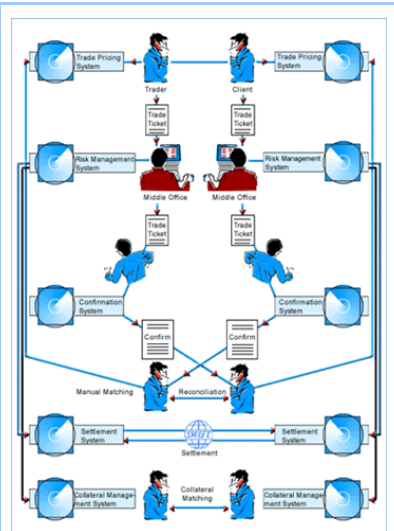 Trade Pricing
System
Trade Pricing
System
Trader
Client
Trade
Ticket
Trade
Ticket
Risk Management
System
Risk Management
System
Middle Office
Middle Office
Trade
Ticket
Trade
Ticket
Confirmation
System
Confirmation
System
Confirm
Confirm
Manual Matching
Reconciliation
Settlement
System
SWIFT
Settlement
System
Settlement
Collateral Manage-
ment System
Collateral
Matching
Collateral Manage-
ment System